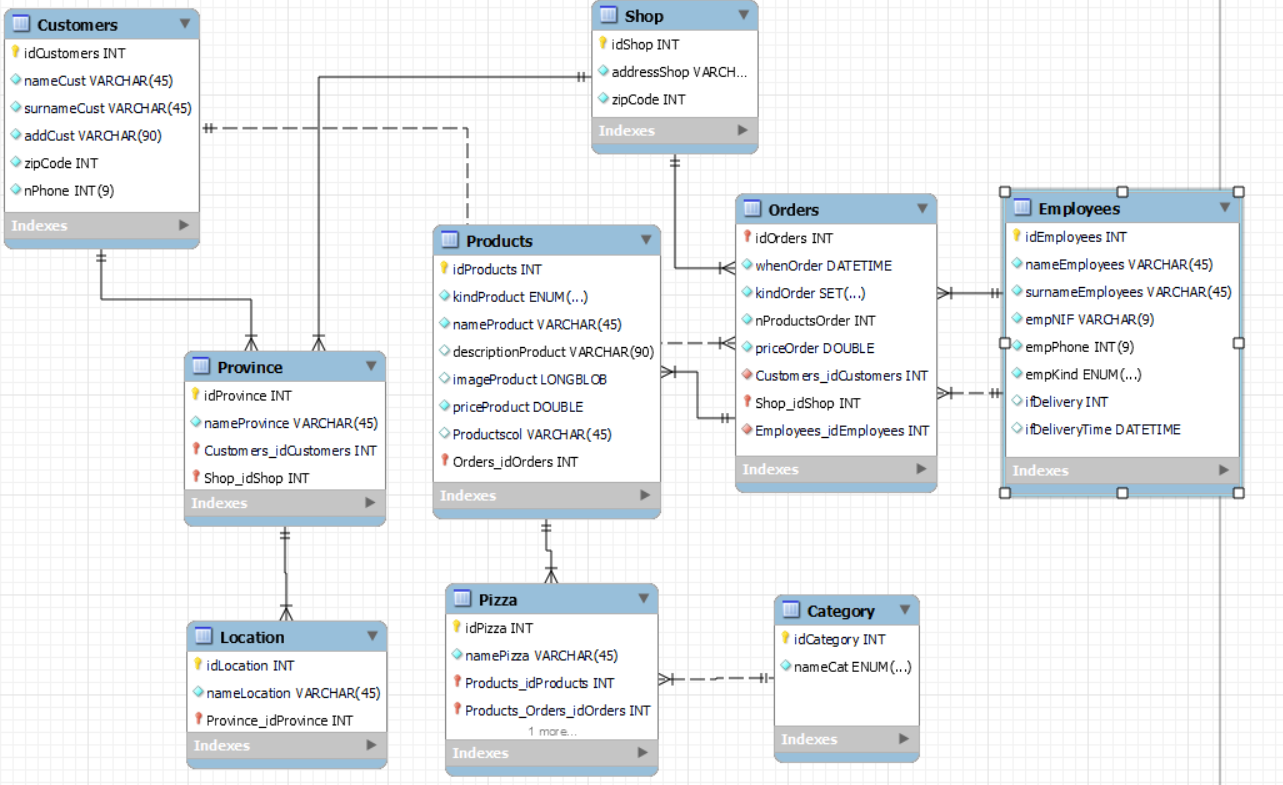 Customers
idCustomers INT
nameCust VARCHAR(45)
surnameCust VARCHAR(45)
addCust VARCHAR(90)
zipCode INT
nPhone INT(9)
Indexes
Shop
idShop INT
addressShop VARCH...
zipCode INT
Indexes
Products
idProducts INT
kindProduct ENUM(...)
nameProduct VARCHAR(45)
descriptionProduct VARCHAR(90)
imageProduct LONGBLOB
priceProduct DOUBLE
Productscol VARCHAR(45)
Orders_idOrders INT
Indexes
Orders
idOrders INT
whenOrder DATETIME
kindOrder SET(...)
nProductsOrder INT
priceOrder DOUBLE
Customers_idCustomers INT
Shop_idShop INT
Employees_idEmployees INT
Indexes
Employees
idEmployees INT
nameEmployees VARCHAR(45)
surnameEmployees VARCHAR(45)
empNIF VARCHAR(9)
empPhone INT(9)
empKind ENUM(...)
ifDelivery INT
ifDeliveryTime DATETIME
Indexes
Province
idProvince INT
nameProvince VARCHAR(45)
Customers_idCustomers INT
Shop_idShop INT
Indexes
Location
idLocation INT
nameLocation VARCHAR(45)
Province_idProvince INT
Indexes
Pizza
idPizza INT
namePizza VARCHAR(45)
Products_idProducts INT
Products_Orders_idOrders INT
1 more...
Indexes
Category
idCategory INT
nameCat ENUM(...)
Indexes